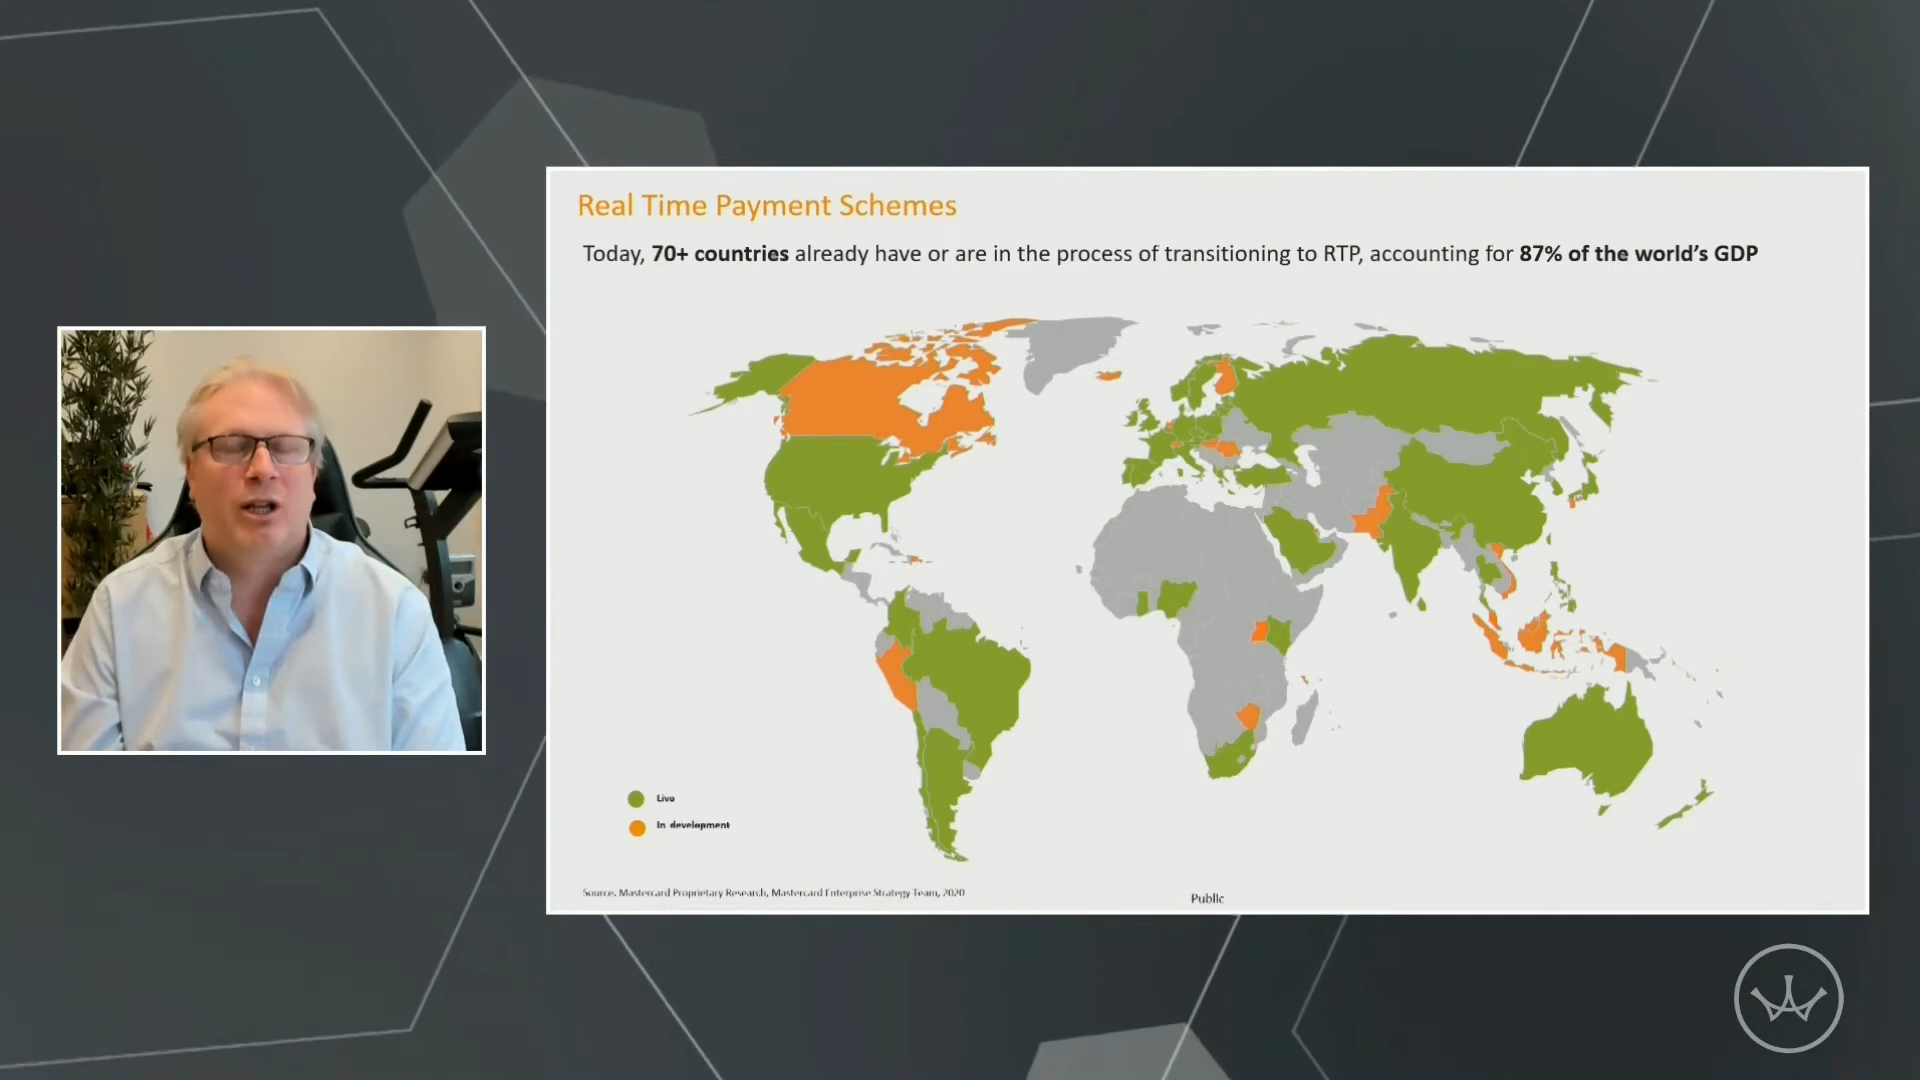 Real Time Payment Schemes
Today, 70+ countries already have or are in the process of transitioning to RTP, accounting for 87% of the world's GDP
Live
In development
Source: Mastercard Proprietary Research, Mastercard Enterprise Strategy Team, 2020
Public